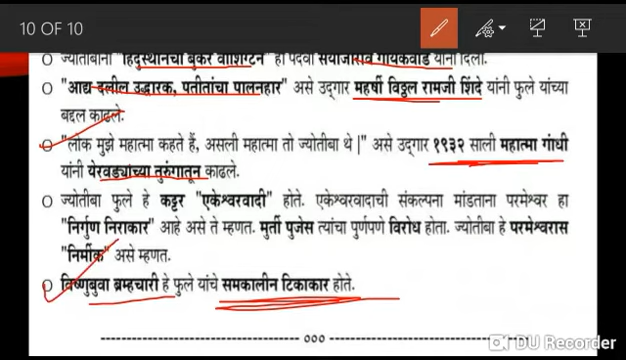 10 OF 10
O ज्योतीबांना "हिंदुस्थानचा बुकर वॉशिंग्टन" ही पदवी सयाजीराव गायकवाड यांनी दिली.
O "आद्य दलीत उद्धारक, पतीतांचा पालनहार" असे उद्गार महर्षी विठ्ठल रामजी शिंदे यांनी फुले यांच्या
बद्दल काढले.
O "लोक मुझे महात्मा कहते हैं, असली महात्मा तो ज्योतीबा थे |" असे उद्गार १९३२ साली महात्मा गांधी
यांनी येरवड्याच्या तुरुंगातून काढले.
O ज्योतीबा फुले हे कट्टर "एकेश्वरवादी" होते. एकेश्वरवादाची संकल्पना मांडताना परमेश्वर हा
"निर्गुण निराकार" आहे असे ते म्हणत. मुर्ती पुजेस त्यांचा पुर्णपणे विरोध होता. ज्योतीबा हे परमेश्वरास
"निर्मीक" असे म्हणत.
O विष्णुबुवा ब्रम्हचारी हे फुले यांचे समकालीन टिकाकार होते.
०००
DU Recorder